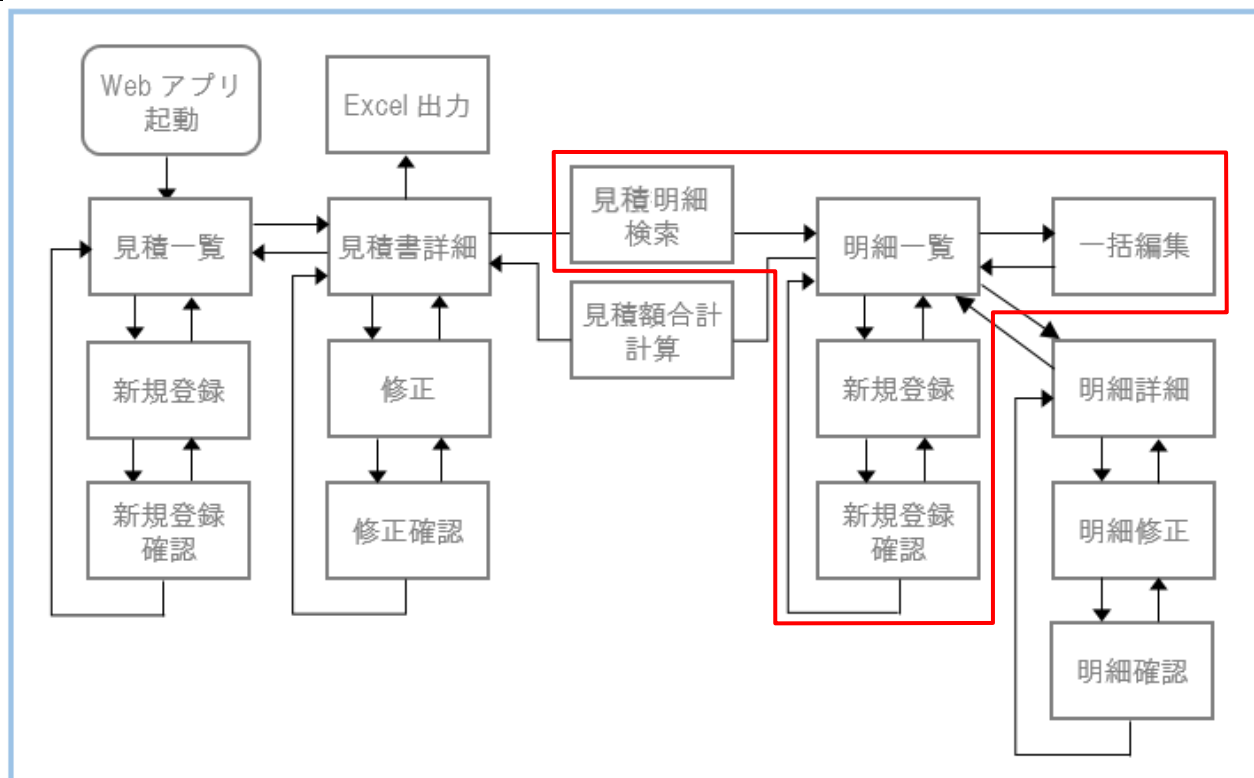 Web アプリ
起動
Excel 出力
見積明細
検索
見積一覧
見積書詳細
明細一覧
一括編集
見積額合計
計算
新規登録
修正
新規登録
明細詳細
新規登録
確認
修正確認
新規登録
確認
明細修正
明細確認